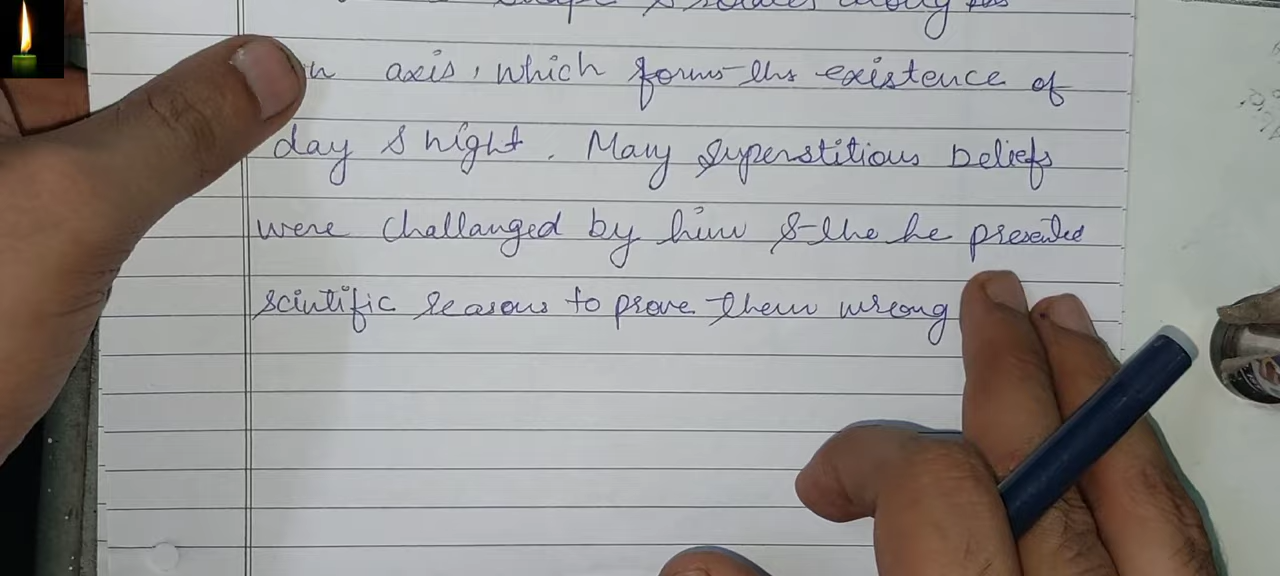 axis, which forms the existence of
day & night. Many superstitious beliefs
were challanged by him & the he presented
scintific reasons to prove them wrong